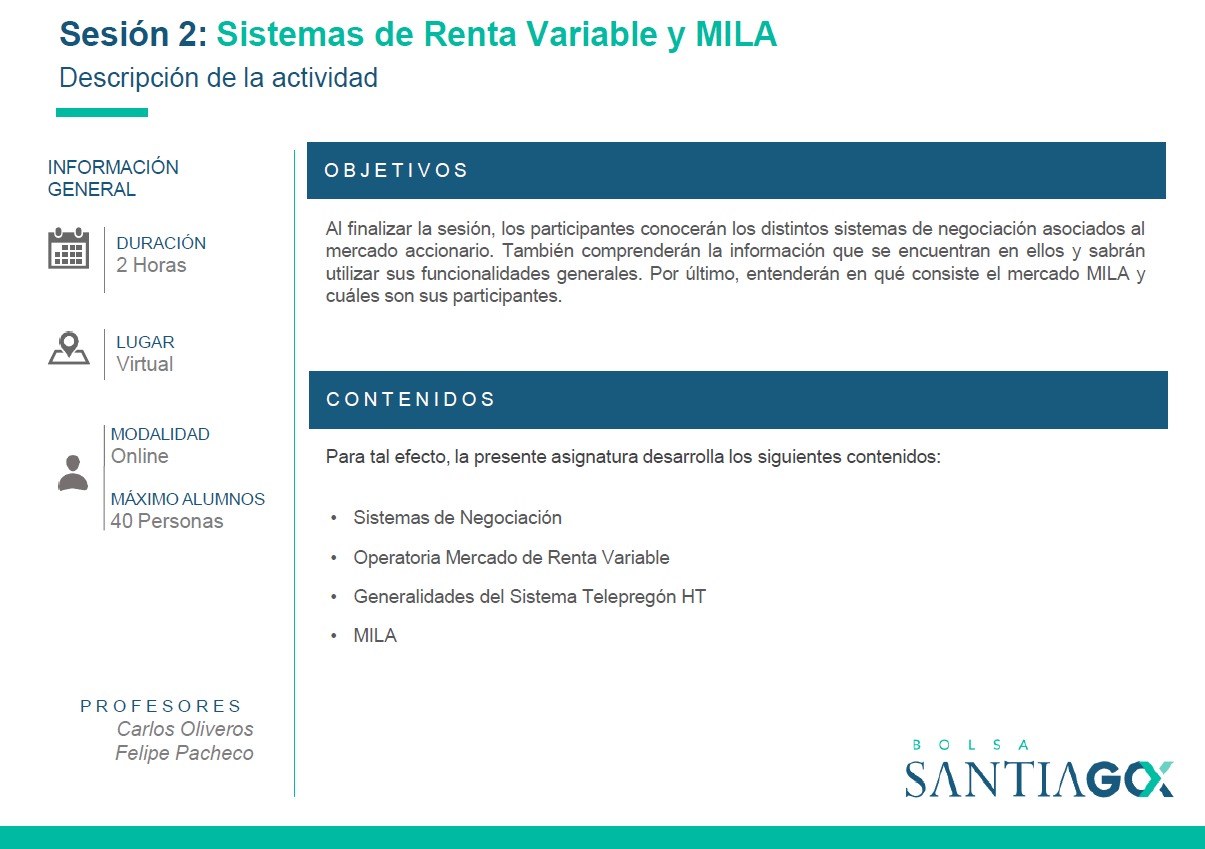 Sesión 2: Sistemas de Renta Variable y MILA
Descripción de la actividad
INFORMACIÓN
GENERAL
DURACIÓN
2 Horas
LUGAR
Virtual
MODALIDAD
Online
MÁXIMO ALUMNOS
40 Personas
PROFESORES
Carlos Oliveros
Felipe Pacheco
OBJETIVOS
Al finalizar la sesión, los participantes conocerán los distintos sistemas de negociación asociados al
mercado accionario. También comprenderán la información que se encuentran en ellos y sabrán
utilizar sus funcionalidades generales. Por último, entenderán en qué consiste el mercado MILA y
cuáles son sus participantes.
CONTENIDOS
Para tal efecto, la presente asignatura desarrolla los siguientes contenidos:
• Sistemas de Negociación
• Operatoria Mercado de Renta Variable
• Generalidades del Sistema Telepregón HT
• MILA
BOLSA
SANTIAGOX